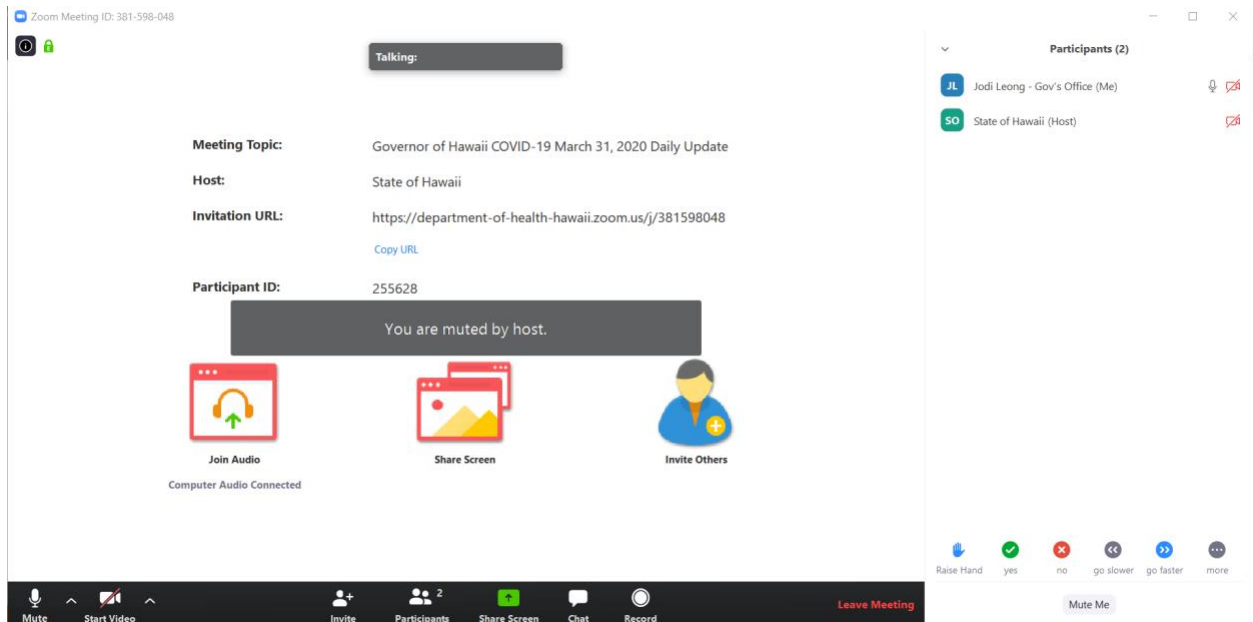 Zoom Meeting ID: 381-598-048
Talking:
Meeting Topic: Governor of Hawaii COVID-19 March 31, 2020 Daily Update
Host: State of Hawaii
Invitation URL: https://department-of-health-hawaii.zoom.us/j/381598048
Copy URL
Participant ID: 255628
You are muted by host.
Join Audio Share Screen Invite Others
Computer Audio Connected
Mute Start Video Invite Participants 2 Share Screen Chat Record Leave Meeting
Participants (2)
JL Jodi Leong - Gov's Office (Me)
SO State of Hawaii (Host)
Raise Hand yes no go slower go faster more
Mute Me